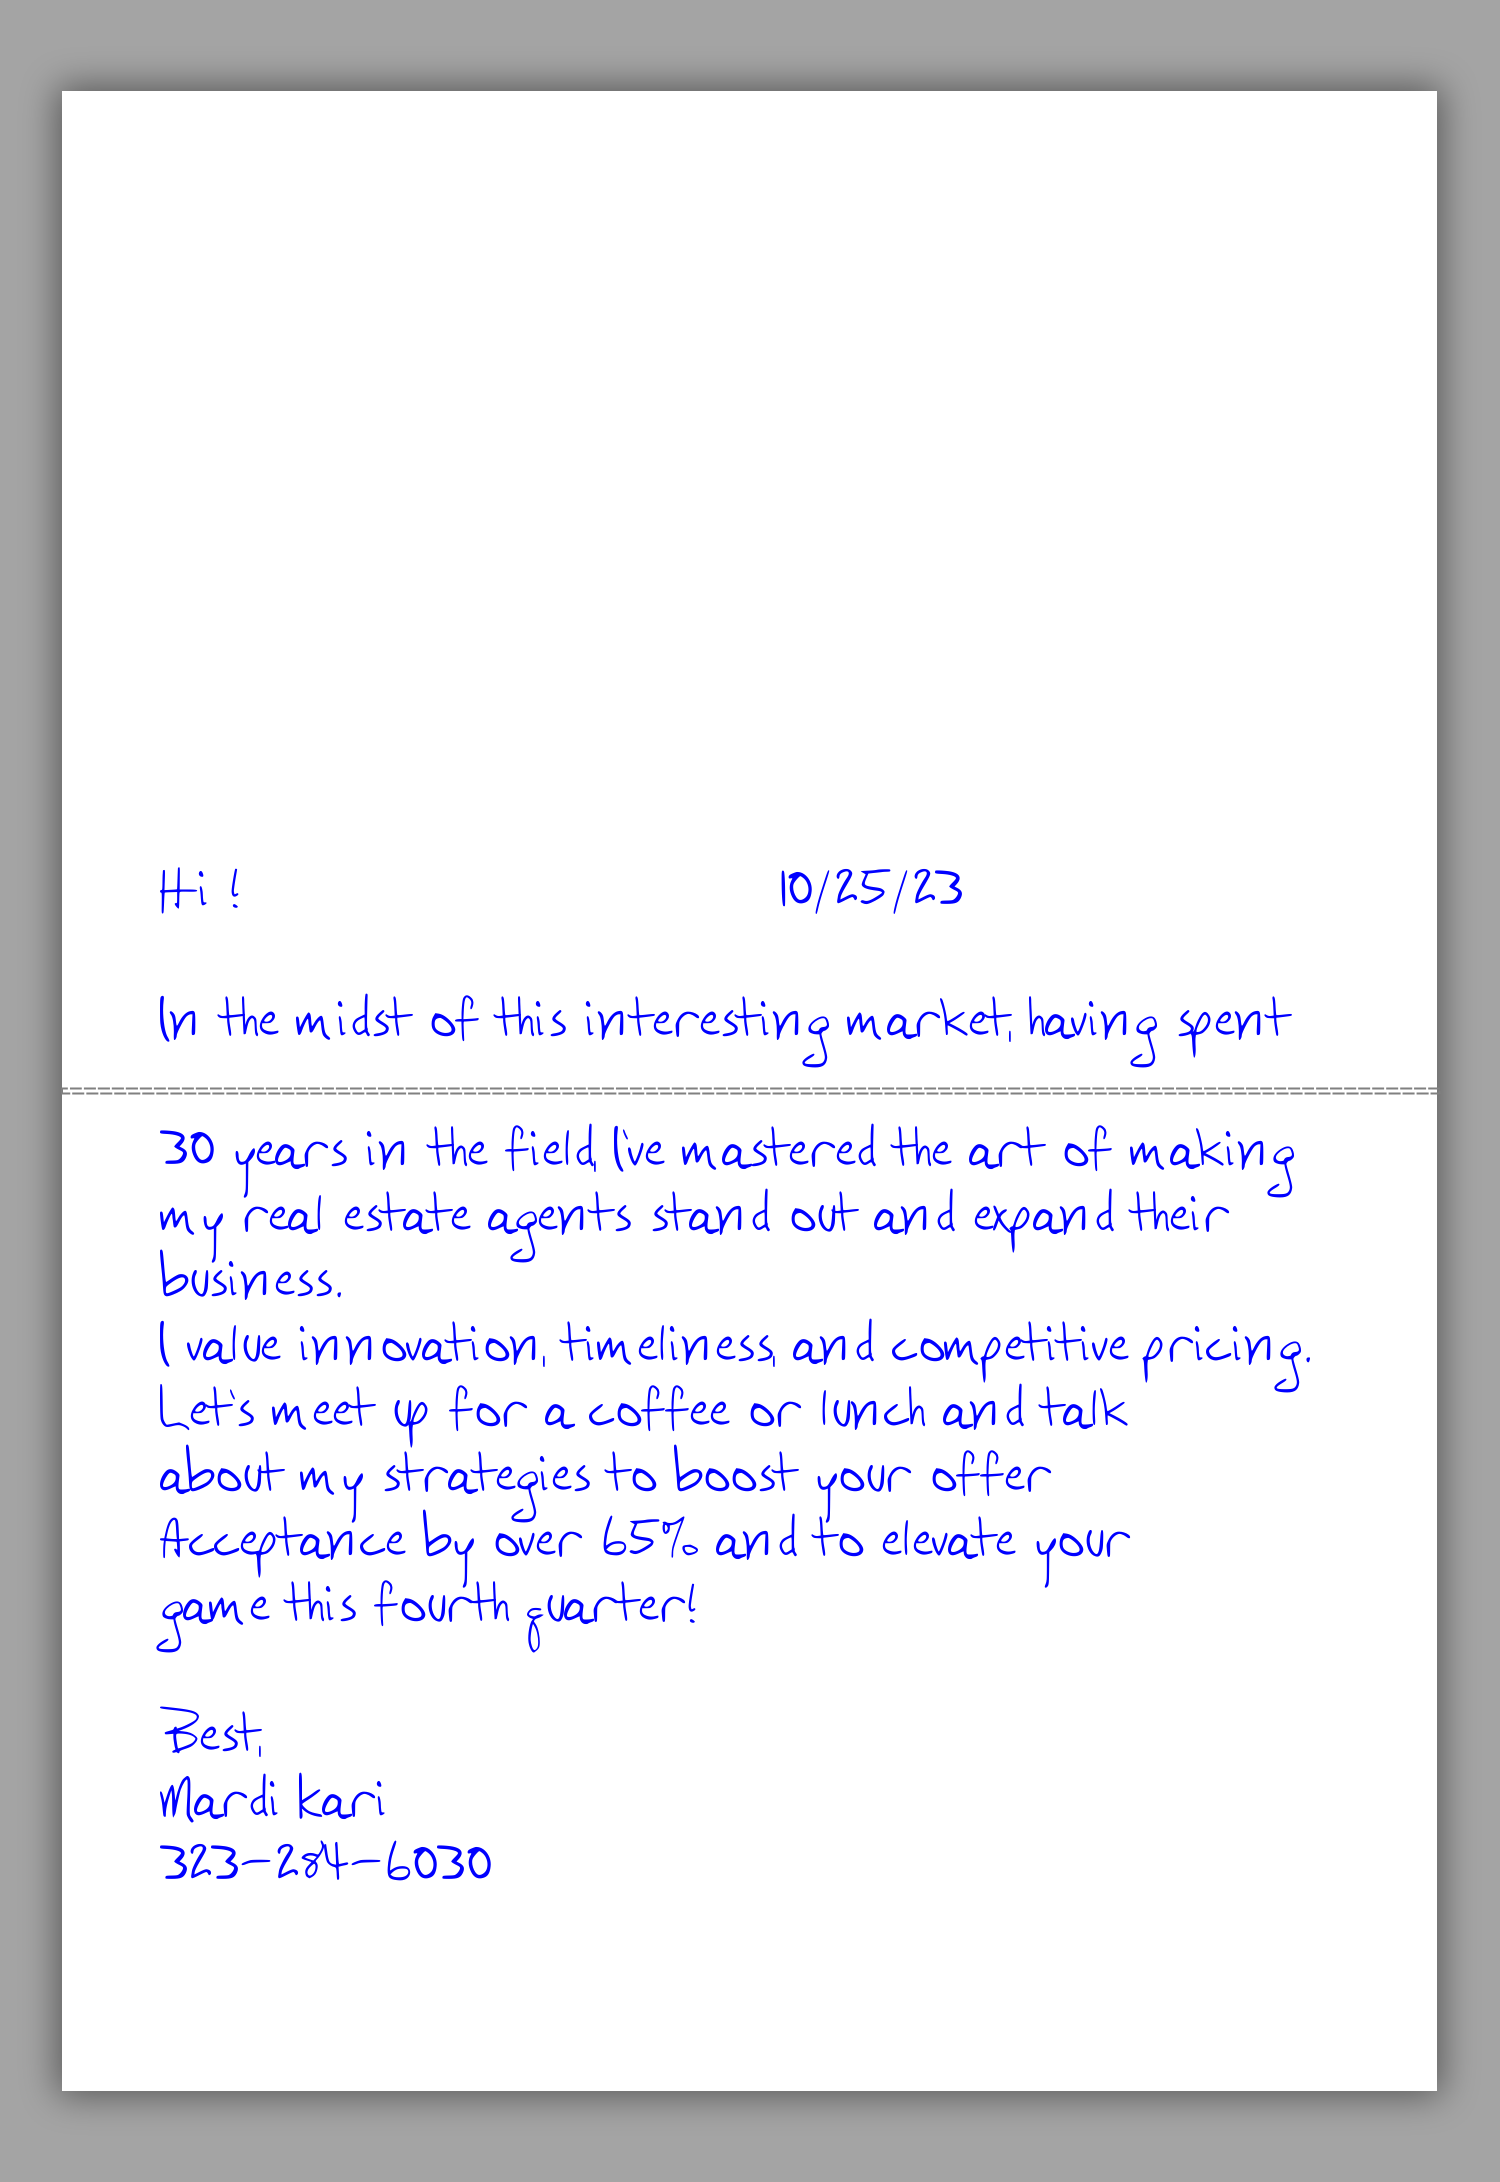 Hi ! 10/25/23
In the midst of this interesting market, having spent
30 years in the field, I've mastered the art of making
my real estate agents stand out and expand their
business.
I value innovation, timeliness, and competitive pricing.
Let's meet up for a coffee or lunch and talk
about my strategies to boost your offer
Acceptance by over 65% and to elevate your
game this fourth quarter!
Best,
Mardi kari
323-284-6030